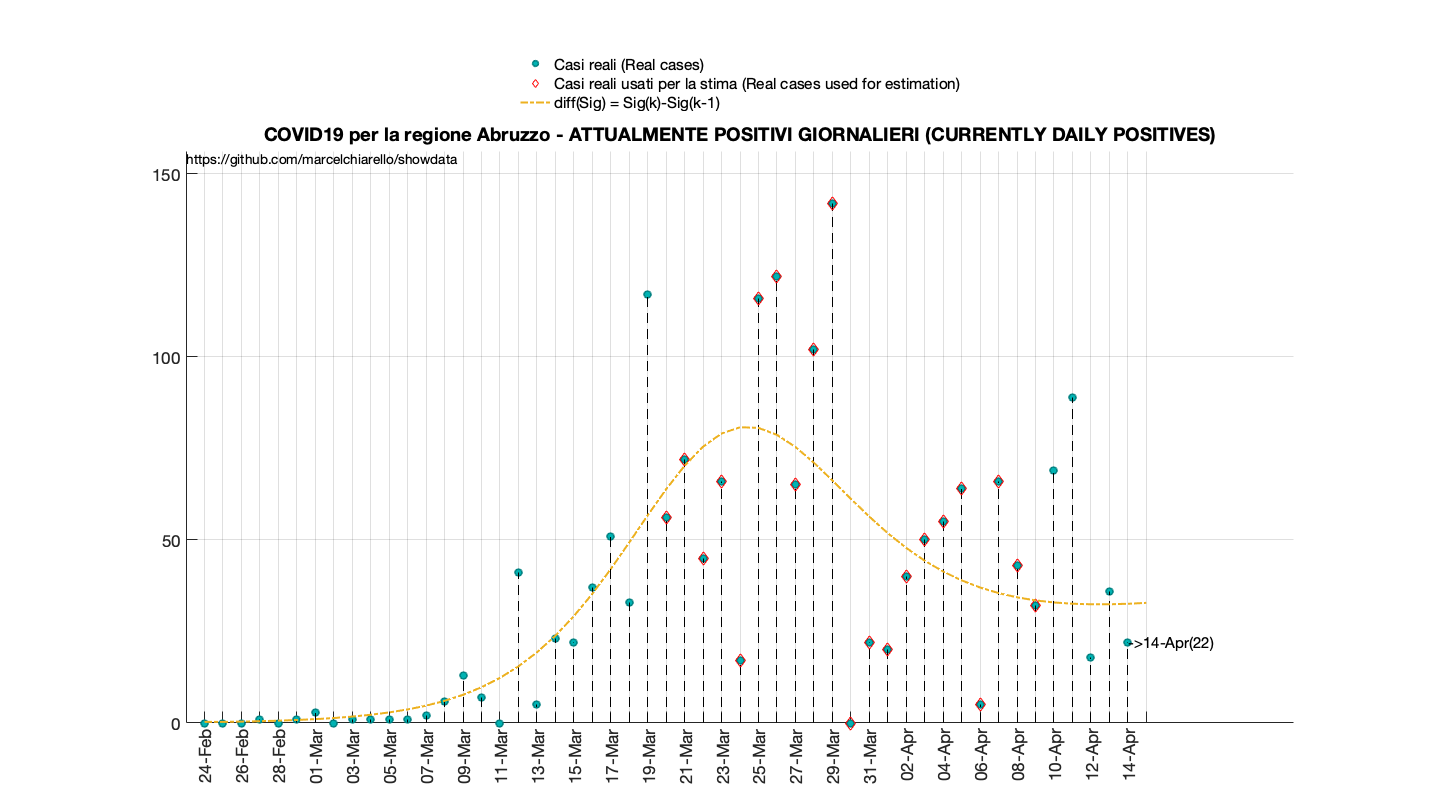 Casi reali (Real cases)
Casi reali usati per la stima (Real cases used for estimation)
diff(Sig) = Sig(k)-Sig(k-1)
COVID19 per la regione Abruzzo - ATTUALMENTE POSITIVI GIORNALIERI (CURRENTLY DAILY POSITIVES)
https://github.com/marcelchiarello/showdata
150
100
50
0
->14-Apr(22)
24-Feb
26-Feb
28-Feb
01-Mar
03-Mar
05-Mar
07-Mar
09-Mar
11-Mar
13-Mar
15-Mar
17-Mar
19-Mar
21-Mar
23-Mar
25-Mar
27-Mar
29-Mar
31-Mar
02-Apr
04-Apr
06-Apr
08-Apr
10-Apr
12-Apr
14-Apr